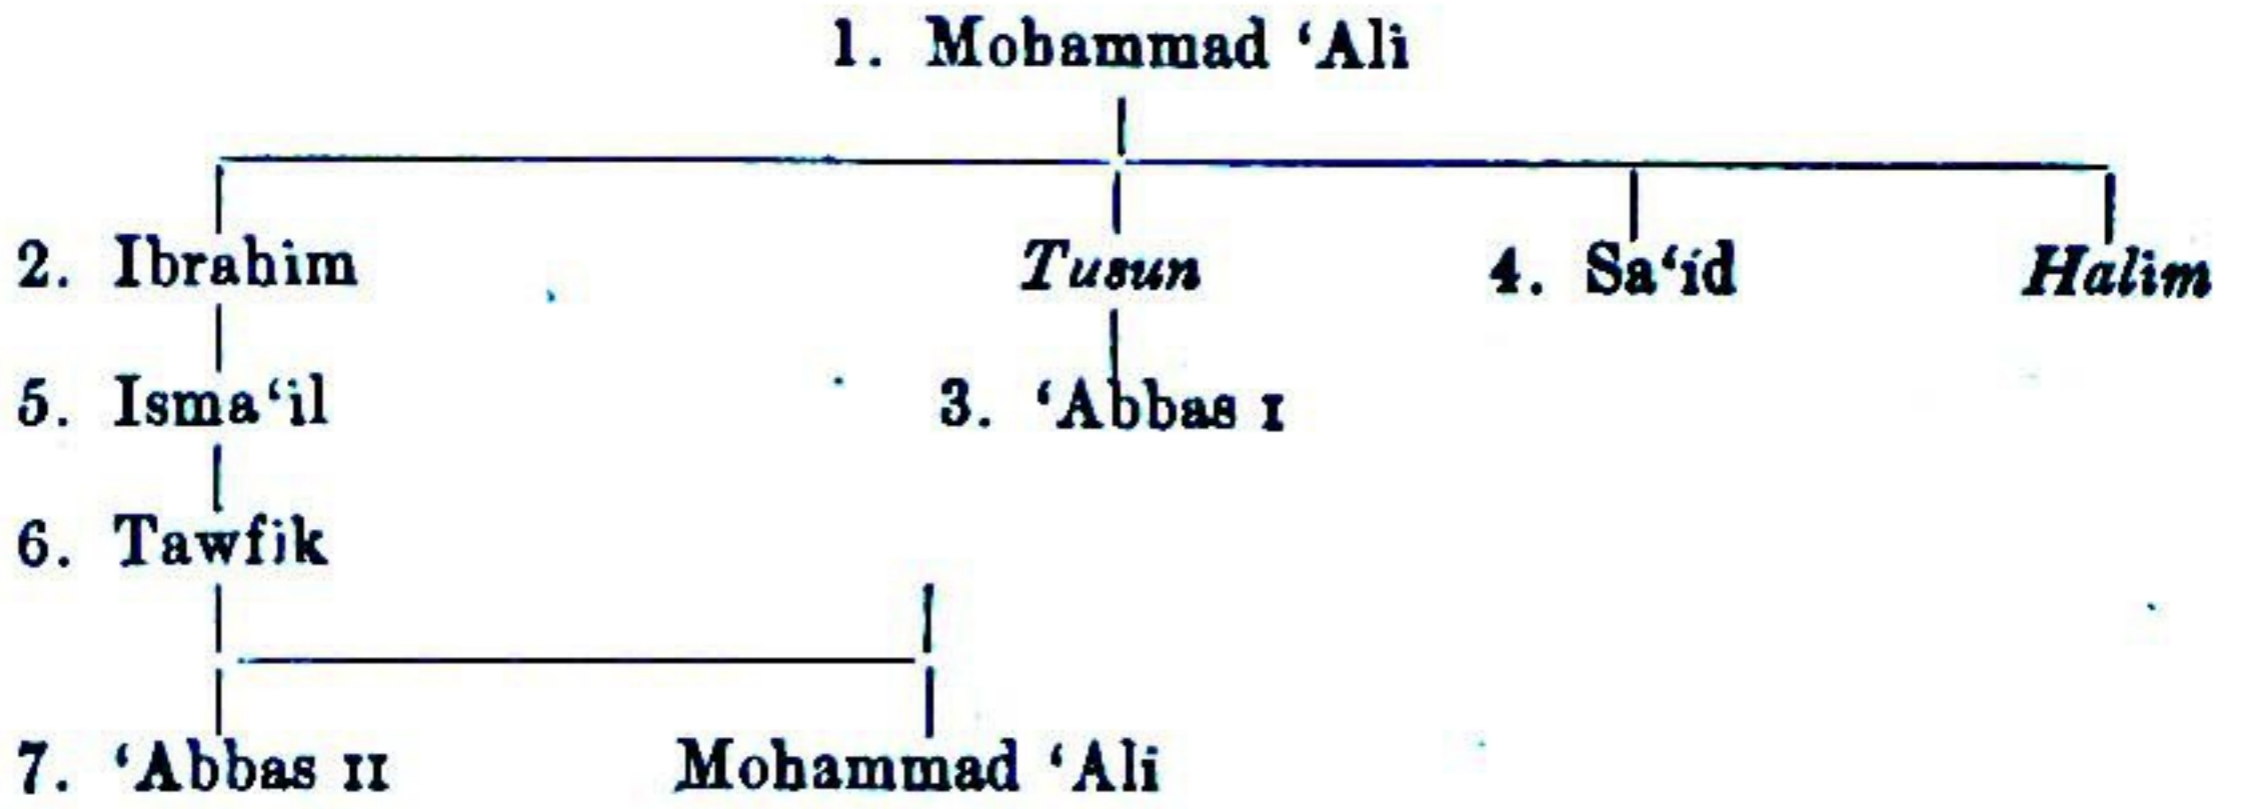 1. Mohammad ‘Ali
2. Ibrahim Tusun 4. Sa‘id Halim
5. Isma‘il 3. ‘Abbas I
6. Tawfik
7. ‘Abbas II Mohammad ‘Ali